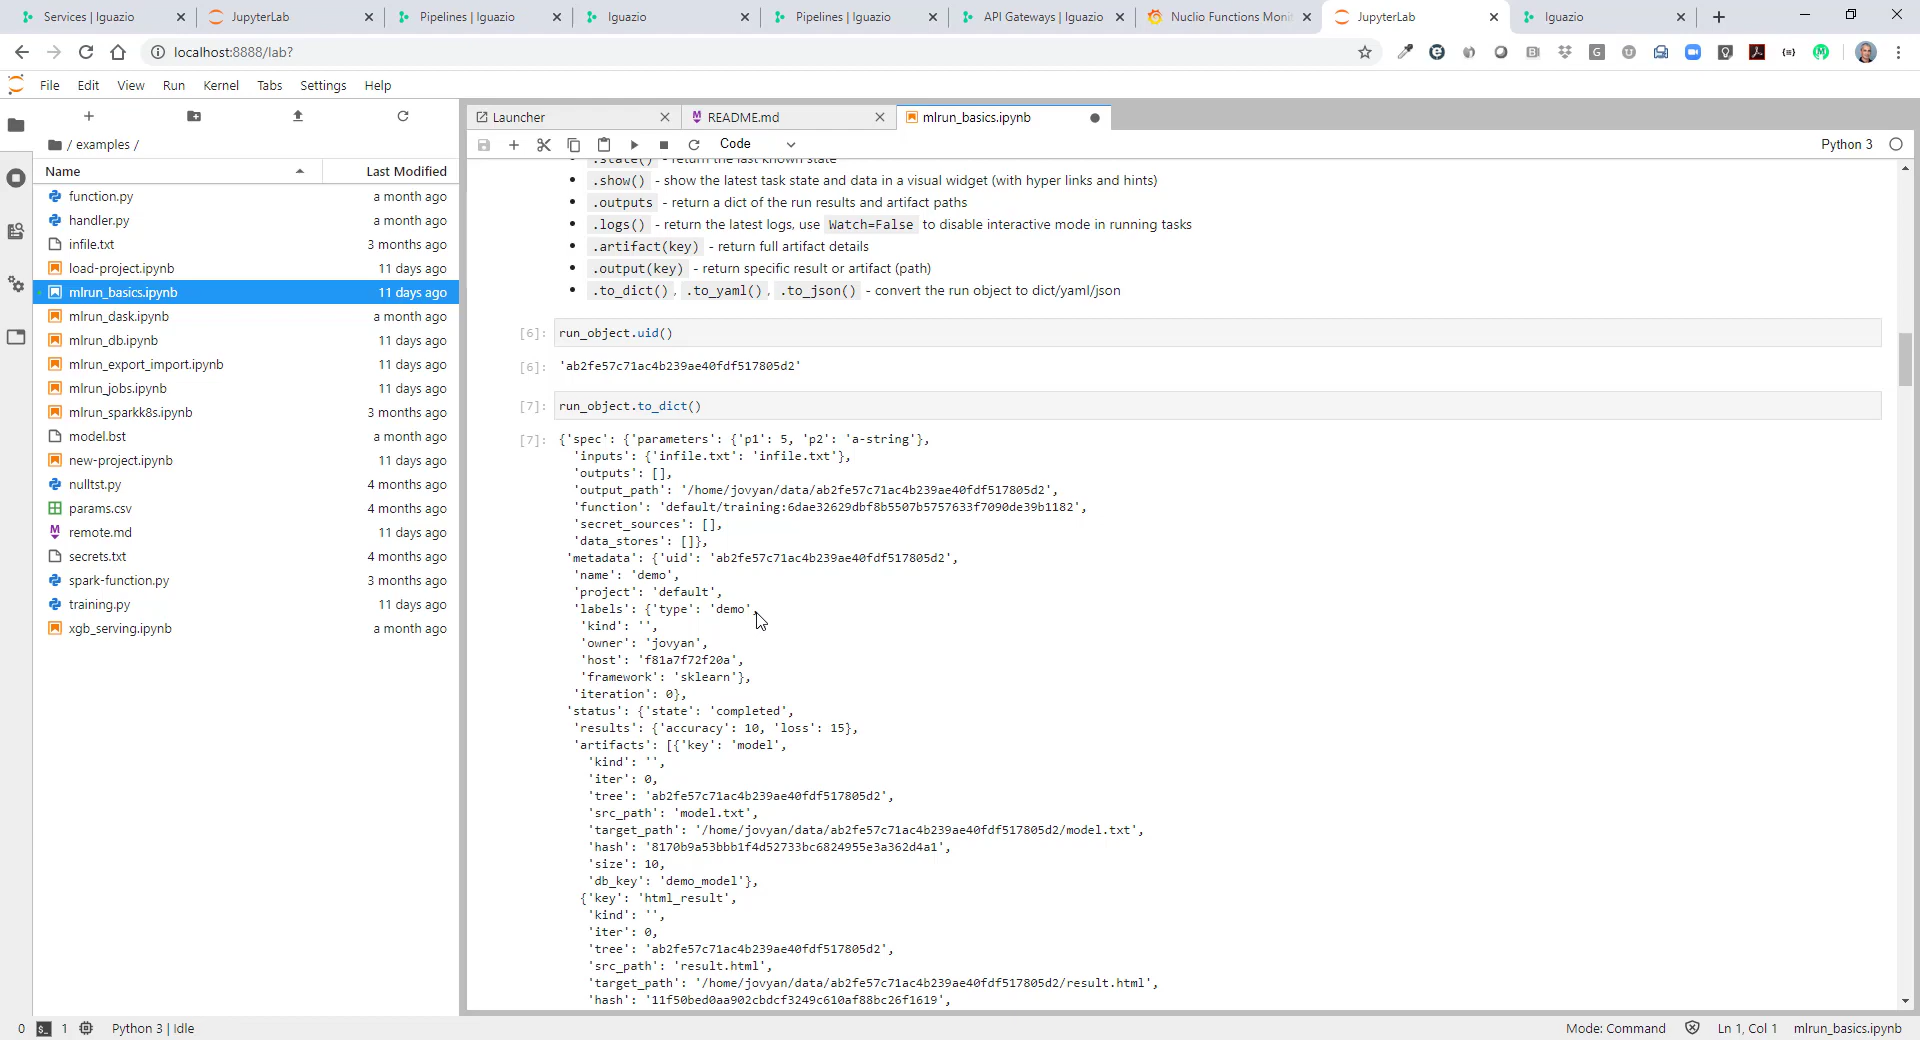 Services | Iguazio
JupyterLab
Pipelines | Iguazio
Iguazio
Pipelines | Iguazio
API Gateways | Iguazio
Nuclio Functions Monit
JupyterLab
Iguazio
localhost:8888/lab?
File Edit View Run Kernel Tabs Settings Help
/ examples /
Name Last Modified
function.py a month ago
handler.py a month ago
infile.txt 3 months ago
load-project.ipynb 11 days ago
mlrun_basics.ipynb 11 days ago
mlrun_dask.ipynb a month ago
mlrun_db.ipynb 11 days ago
mlrun_export_import.ipynb 11 days ago
mlrun_jobs.ipynb 11 days ago
mlrun_sparkk8s.ipynb 3 months ago
model.bst a month ago
new-project.ipynb 11 days ago
nulltst.py 4 months ago
params.csv 4 months ago
remote.md 11 days ago
secrets.txt 4 months ago
spark-function.py 3 months ago
training.py 11 days ago
xgb_serving.ipynb a month ago
Launcher
README.md
mlrun_basics.ipynb
Code
Python 3
.state() - return the last known state
.show() - show the latest task state and data in a visual widget (with hyper links and hints)
.outputs - return a dict of the run results and artifact paths
.logs() - return the latest logs, use Watch=False to disable interactive mode in running tasks
.artifact(key) - return full artifact details
.output(key) - return specific result or artifact (path)
.to_dict(), .to_yaml(), .to_json() - convert the run object to dict/yaml/json
[6]: run_object.uid()
[6]: 'ab2fe57c71ac4b239ae40fdf517805d2'
[7]: run_object.to_dict()
[7]: {'spec': {'parameters': {'p1': 5, 'p2': 'a-string'},
'inputs': {'infile.txt': 'infile.txt'},
'outputs': [],
'output_path': '/home/jovyan/data/ab2fe57c71ac4b239ae40fdf517805d2',
'function': 'default/training:6dae32629dbf8b5507b5757633f7090de39b1182',
'secret_sources': [],
'data_stores': []},
'metadata': {'uid': 'ab2fe57c71ac4b239ae40fdf517805d2',
'name': 'demo',
'project': 'default',
'labels': {'type': 'demo',
'kind': '',
'owner': 'jovyan',
'host': 'f81a7f72f20a',
'framework': 'sklearn'},
'iteration': 0},
'status': {'state': 'completed',
'results': {'accuracy': 10, 'loss': 15},
'artifacts': [{'key': 'model',
'kind': '',
'iter': 0,
'tree': 'ab2fe57c71ac4b239ae40fdf517805d2',
'src_path': 'model.txt',
'target_path': '/home/jovyan/data/ab2fe57c71ac4b239ae40fdf517805d2/model.txt',
'hash': '8170b9a53bbb1f4d52733bc6824955e3a362d4a1',
'size': 10,
'db_key': 'demo_model'},
{'key': 'html_result',
'kind': '',
'iter': 0,
'tree': 'ab2fe57c71ac4b239ae40fdf517805d2',
'src_path': 'result.html',
'target_path': '/home/jovyan/data/ab2fe57c71ac4b239ae40fdf517805d2/result.html',
'hash': '11f50bed0aa902cbdcf3249c610af88bc26f1619',
0 1 Python 3 | Idle Mode: Command Ln 1, Col 1 mlrun_basics.ipynb